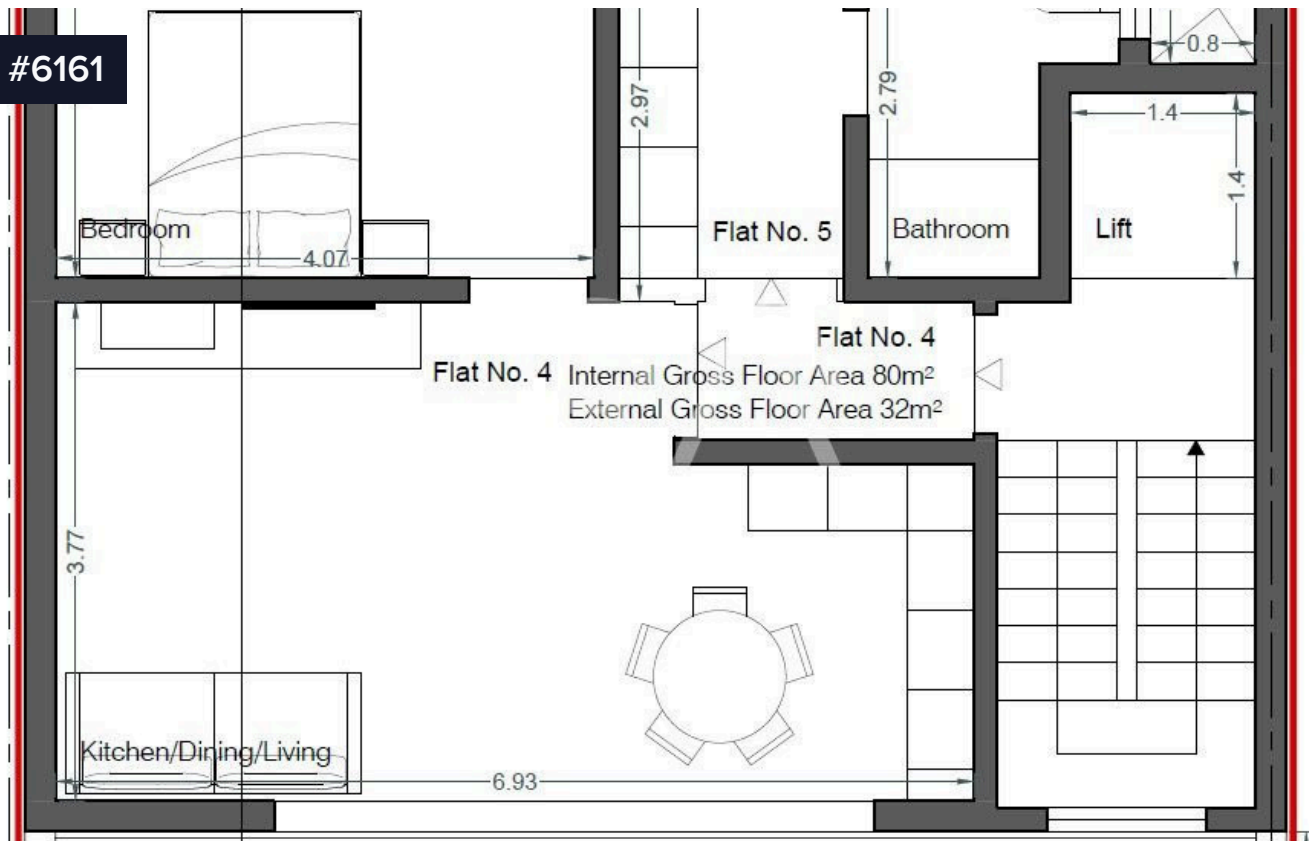 #6161
0.8
2.97
2.79
1.4
1.4
Bedroom
Flat No. 5
Bathroom
Lift
4.07
Flat No. 4
Flat No. 4
Internal Gross Floor Area 80m²
External Gross Floor Area 32m²
3.77
Kitchen/Dining/Living
6.93